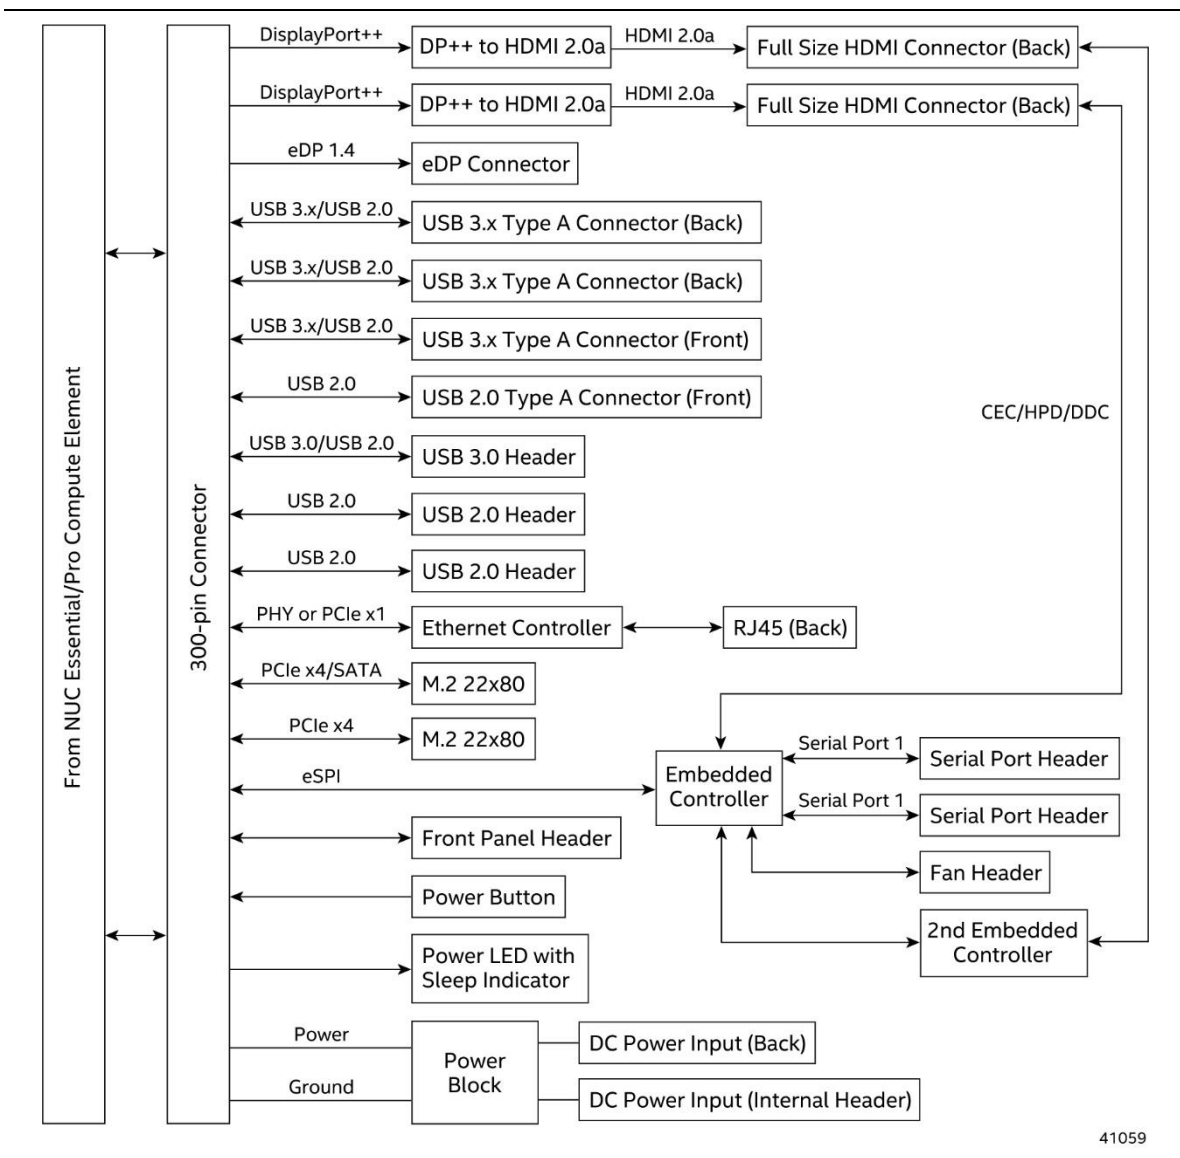 From NUC Essential/Pro Compute Element
300-pin Connector
DisplayPort++
DP++ to HDMI 2.0a
HDMI 2.0a
Full Size HDMI Connector (Back)
DisplayPort++
DP++ to HDMI 2.0a
HDMI 2.0a
Full Size HDMI Connector (Back)
eDP 1.4
eDP Connector
USB 3.x/USB 2.0
USB 3.x Type A Connector (Back)
USB 3.x/USB 2.0
USB 3.x Type A Connector (Back)
USB 3.x/USB 2.0
USB 3.x Type A Connector (Front)
USB 2.0
USB 2.0 Type A Connector (Front)
CEC/HPD/DDC
USB 3.0/USB 2.0
USB 3.0 Header
USB 2.0
USB 2.0 Header
USB 2.0
USB 2.0 Header
PHY or PCIe x1
Ethernet Controller
RJ45 (Back)
PCIe x4/SATA
M.2 22x80
PCIe x4
M.2 22x80
eSPI
Embedded
Controller
Serial Port 1
Serial Port Header
Serial Port 1
Serial Port Header
Front Panel Header
Fan Header
Power Button
2nd Embedded
Controller
Power LED with
Sleep Indicator
Power
Ground
Power
Block
DC Power Input (Back)
DC Power Input (Internal Header)
41059